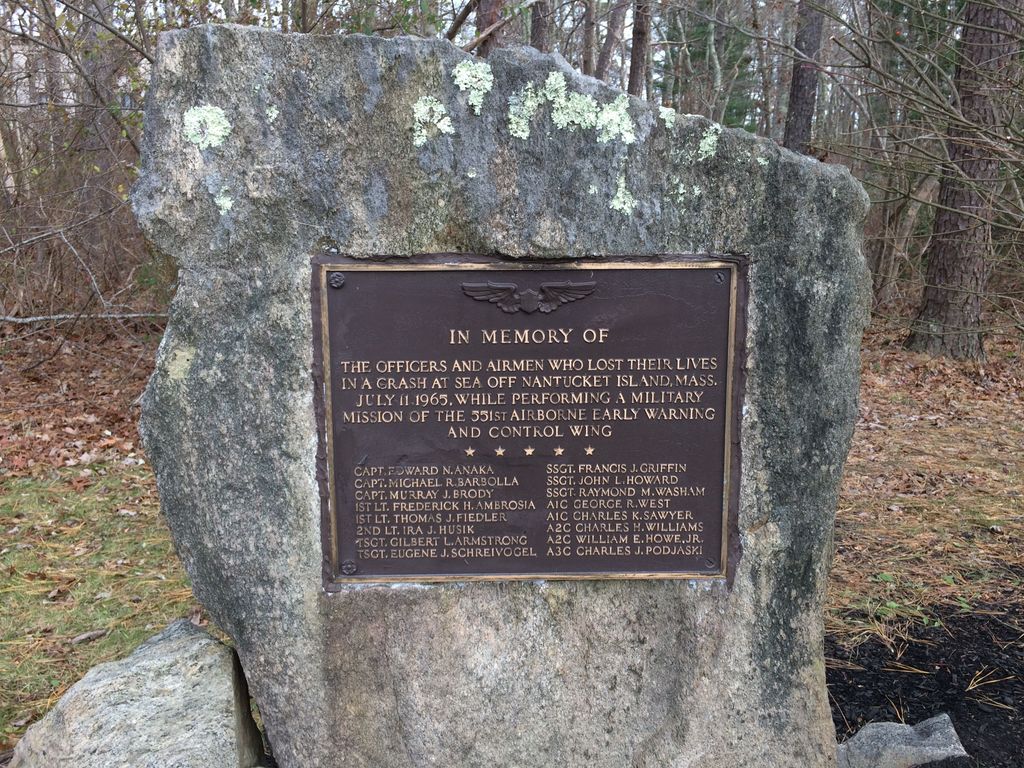 IN MEMORY OF
THE OFFICERS AND AIRMEN WHO LOST THEIR LIVES
IN A CRASH AT SEA OFF NANTUCKET ISLAND, MASS.
JULY 11 1965, WHILE PERFORMING A MILITARY
MISSION OF THE 551ST AIRBORNE EARLY WARNING
AND CONTROL WING
CAPT. EDWARD N. ANAKA
CAPT. MICHAEL R. BARBOLLA
CAPT. MURRAY J. BRODY
1ST LT. FREDERICK H. AMBROSIA
1ST LT. THOMAS J. FIEDLER
2ND LT. IRA J. HUSIK
TSGT. GILBERT L. ARMSTRONG
TSGT. EUGENE J. SCHREIVOGEL
SSGT. FRANCIS J. GRIFFIN
SSGT. JOHN L. HOWARD
SSGT. RAYMOND M. WASHAM
A1C GEORGE R. WEST
A1C CHARLES K. SAWYER
A2C CHARLES H. WILLIAMS
A2C WILLIAM E. HOWE, JR.
A3C CHARLES J. PODJASKI